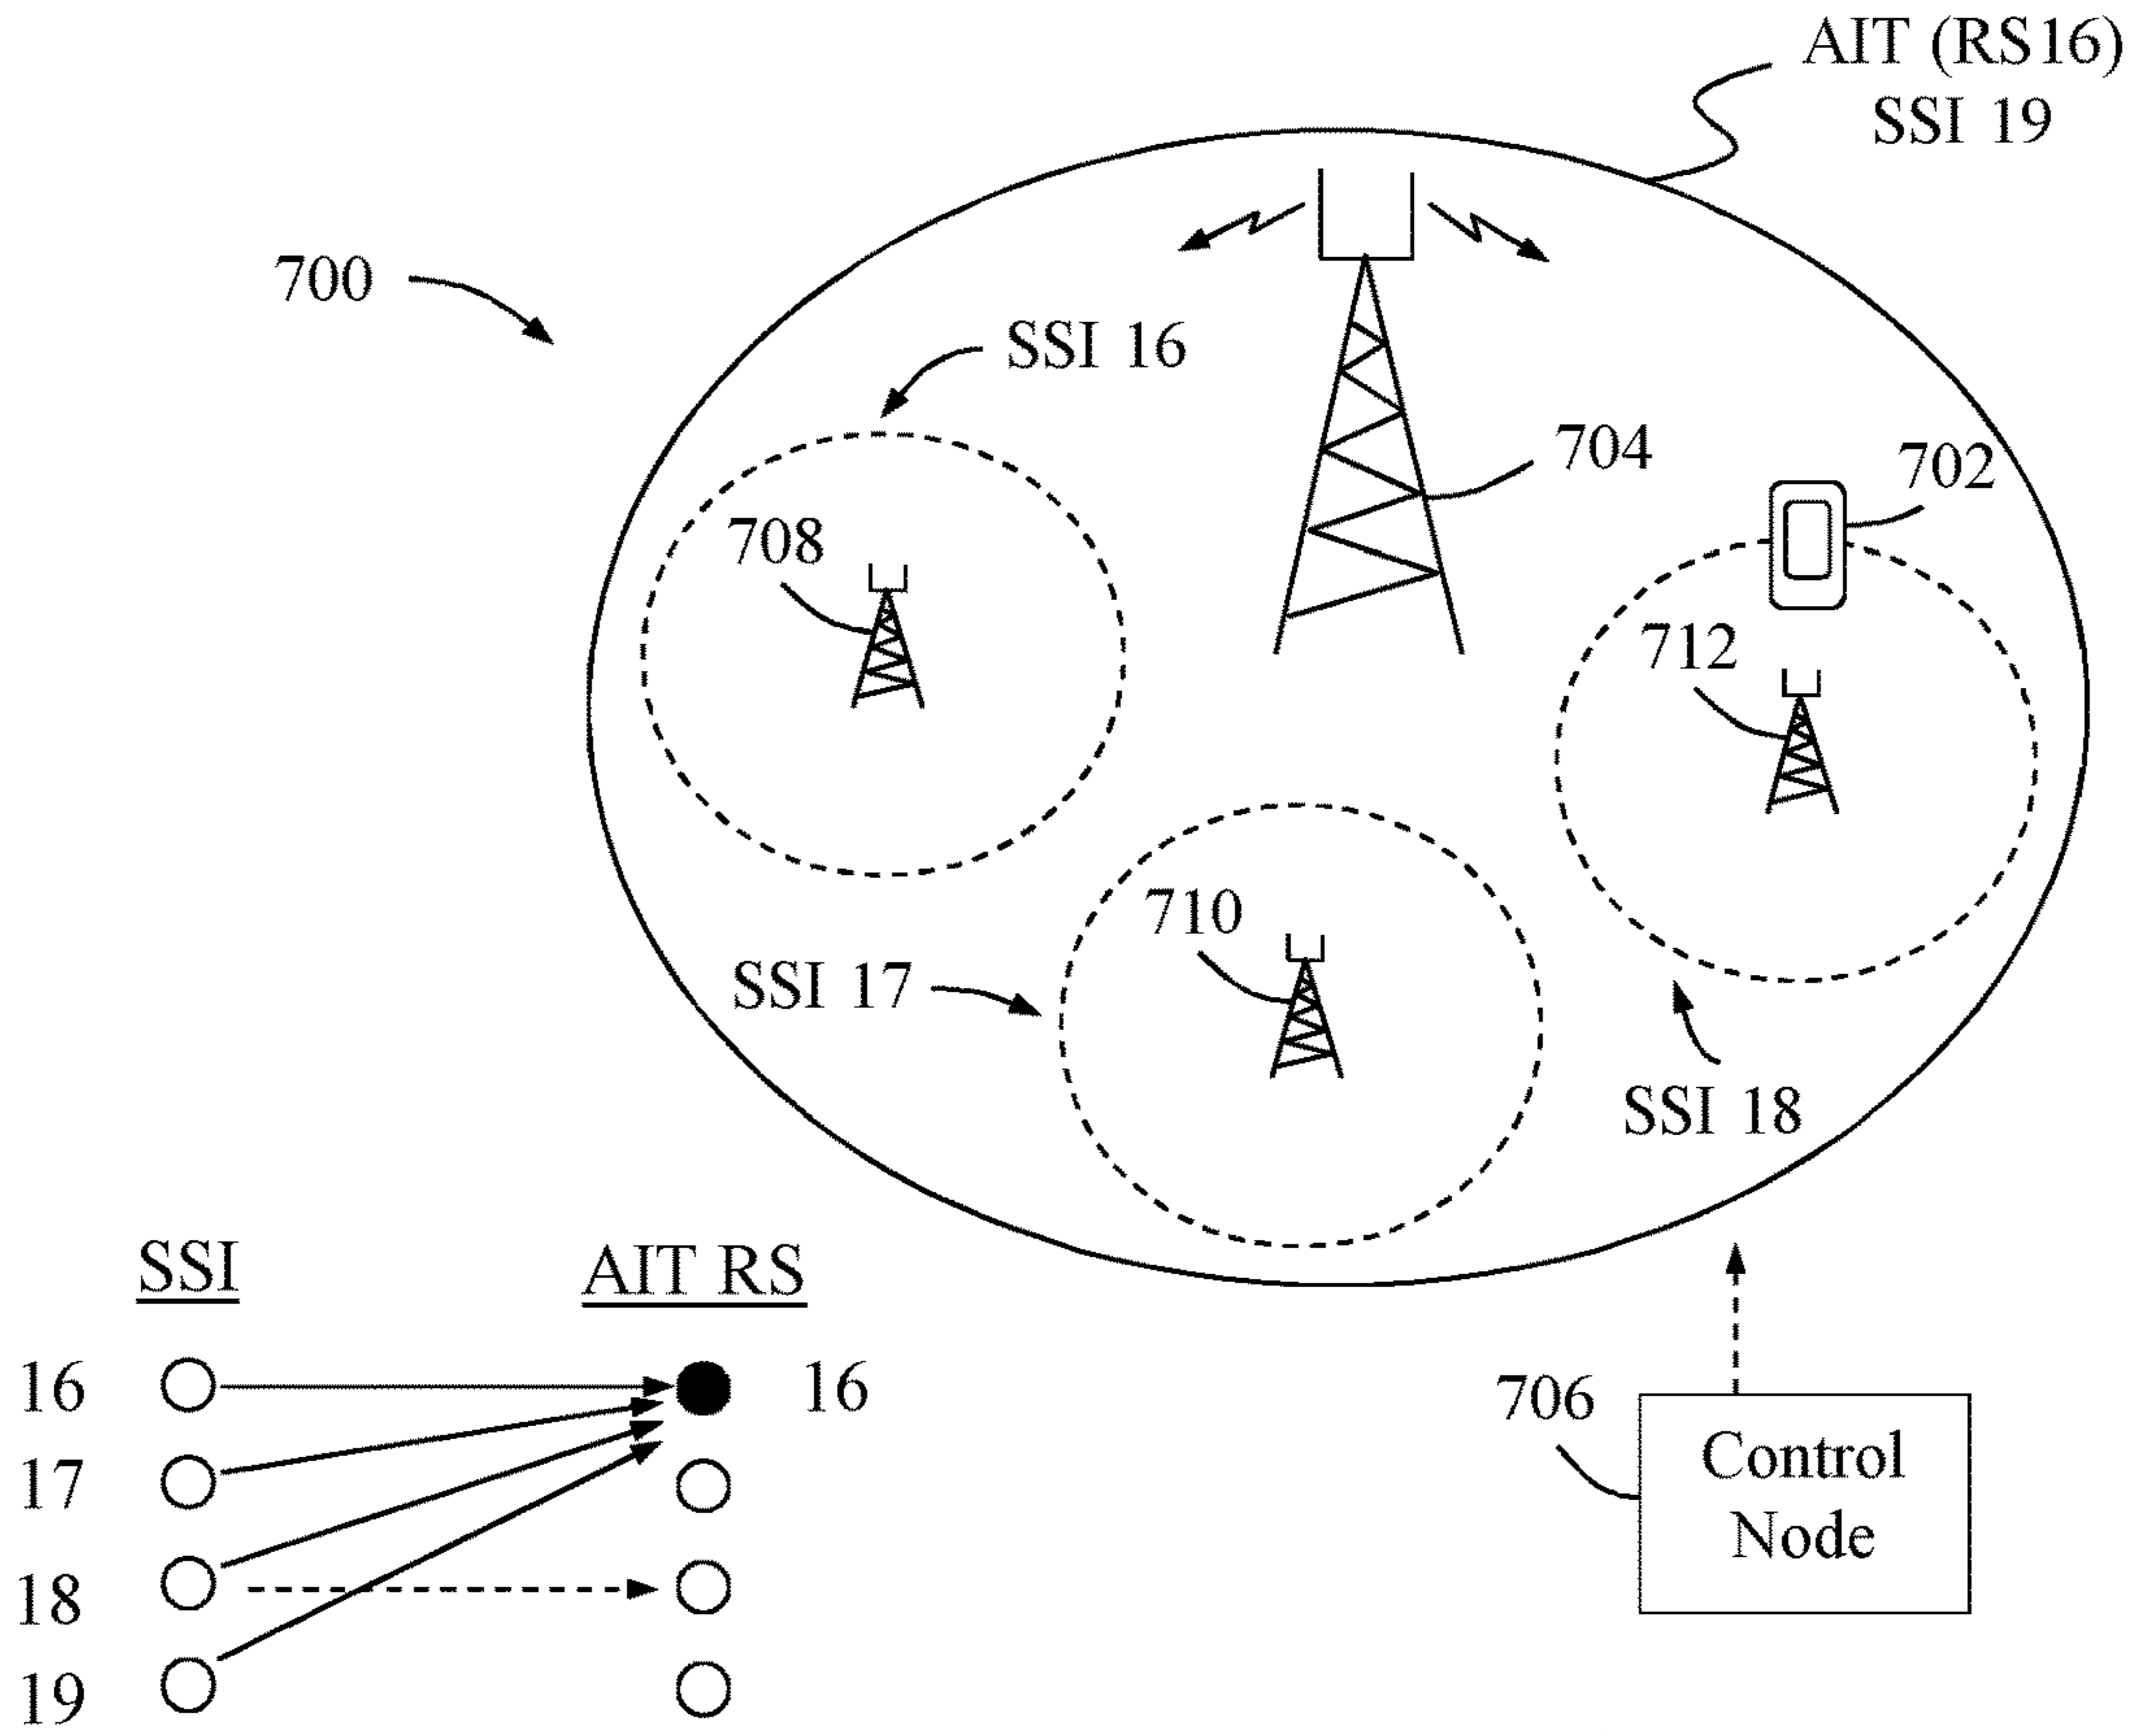 AIT (RS16)
SSI 19
700
SSI 16
704
702
708
712
710
SSI 17
SSI 18
SSI
AIT RS
16
16
17
18
19
706
Control
Node